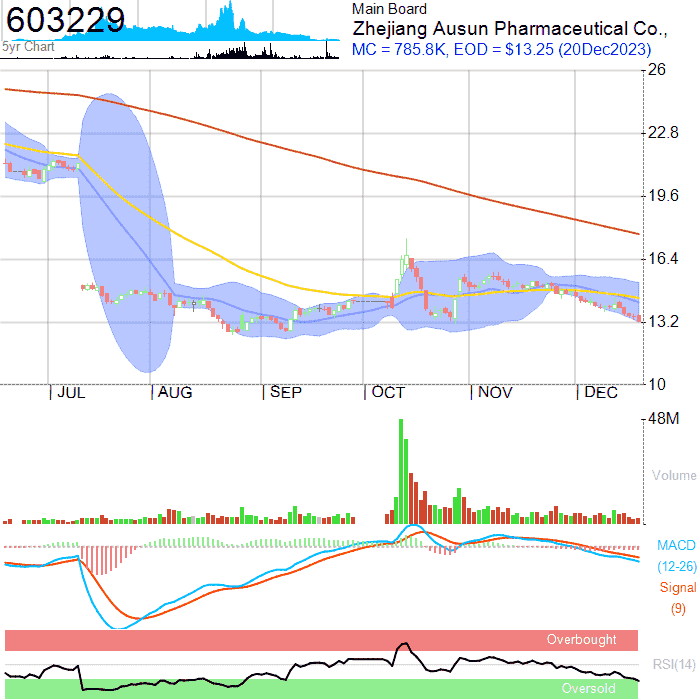 603229
5yr Chart
Main Board
Zhejiang Ausun Pharmaceutical Co.,
MC = 785.8K, EOD = $13.25 (20Dec2023)
26
22.8
19.6
16.4
13.2
10
JUL AUG SEP OCT NOV DEC
48M
Volume
MACD
(12-26)
Signal
(9)
Overbought
RSI(14)
Oversold